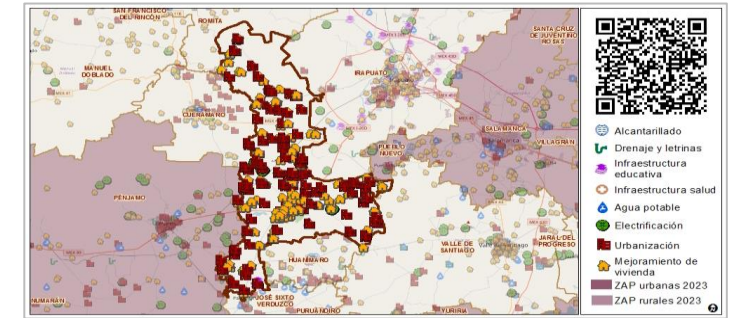 SAN FRANCISCO
DEL RINCÓN
ROMITA
SANTA CRUZ
DE JUVENTINO
ROSAS
MANUEL
DOBLADO
IRAPUATO
CUERÁMARO
SALAMANCA
VILLAGRÁN
PUEBLO
NUEVO
PÉNJAMO
VALLE DE
SANTIAGO
JARAL DEL
PROGRESO
HUANÍMARO
NUMARÁN
JOSÉ SIXTO
VERDUZCO
PURUÁNDIRO
YURIRIA
Alcantarillado
Drenaje y letrinas
Infraestructura
educativa
Infraestructura salud
Agua potable
Electrificación
Urbanización
Mejoramiento de
vivienda
ZAP urbanas 2023
ZAP rurales 2023